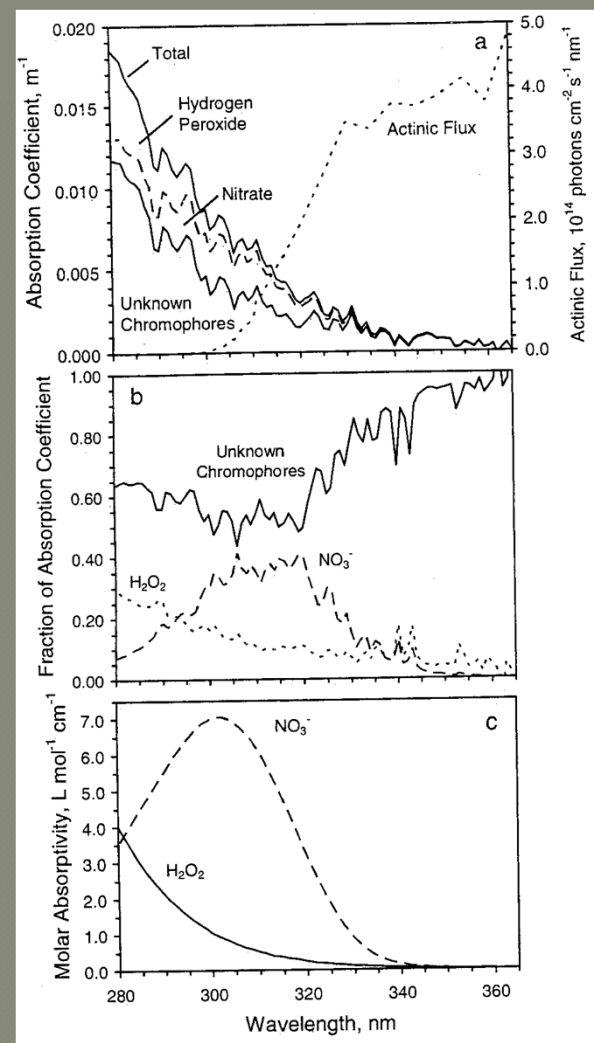 a
Absorption Coefficient, m⁻¹
0.020
0.015
0.010
0.005
0.000
Total
Hydrogen
Peroxide
Nitrate
Unknown
Chromophores
Actinic Flux
5.0
4.0
3.0
2.0
1.0
0.0
Actinic Flux, 10¹⁴ photons cm⁻² s⁻¹ nm⁻¹
b
Fraction of Absorption Coefficient
1.00
0.80
0.60
0.40
0.20
0.00
Unknown
Chromophores
H₂O₂
NO₃⁻
c
Molar Absorptivity, L mol⁻¹ cm⁻¹
7.0
6.0
5.0
4.0
3.0
2.0
1.0
0.0
NO₃⁻
H₂O₂
280 300 320 340 360
Wavelength, nm